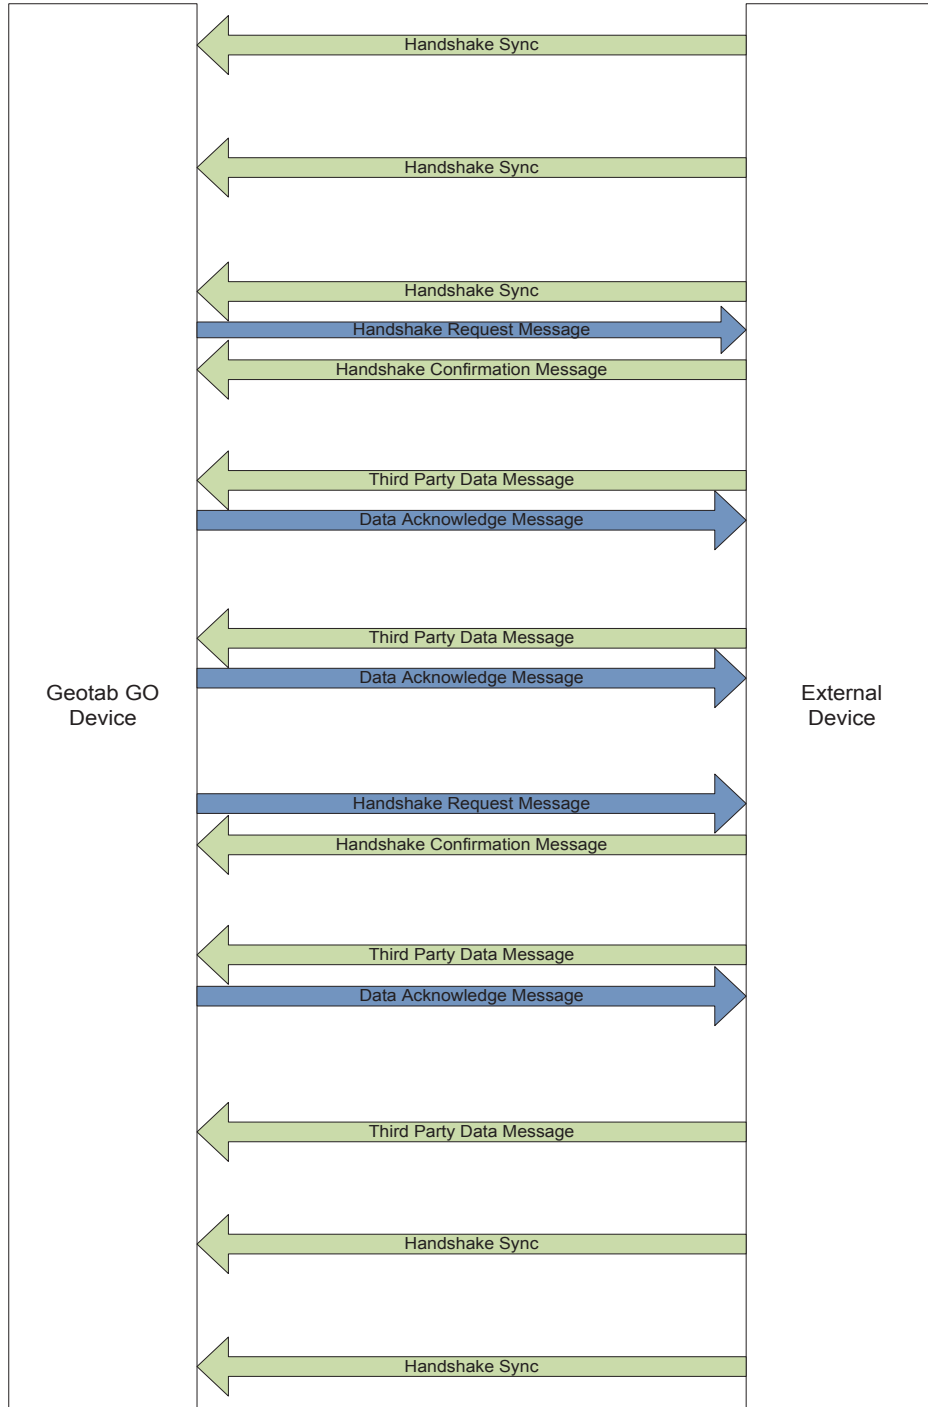 Handshake Sync
Handshake Sync
Handshake Sync
Handshake Request Message
Handshake Confirmation Message
Third Party Data Message
Data Acknowledge Message
Third Party Data Message
Data Acknowledge Message
Geotab GO
Device
External
Device
Handshake Request Message
Handshake Confirmation Message
Third Party Data Message
Data Acknowledge Message
Third Party Data Message
Handshake Sync
Handshake Sync